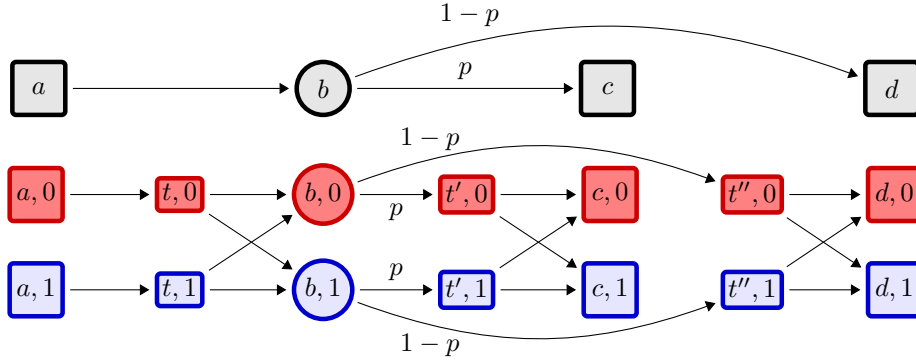 1 − p
a
b
p
c
d
1 − p
a, 0
t, 0
b, 0
p
t′, 0
c, 0
t″, 0
d, 0
a, 1
t, 1
b, 1
p
t′, 1
c, 1
t″, 1
d, 1
1 − p